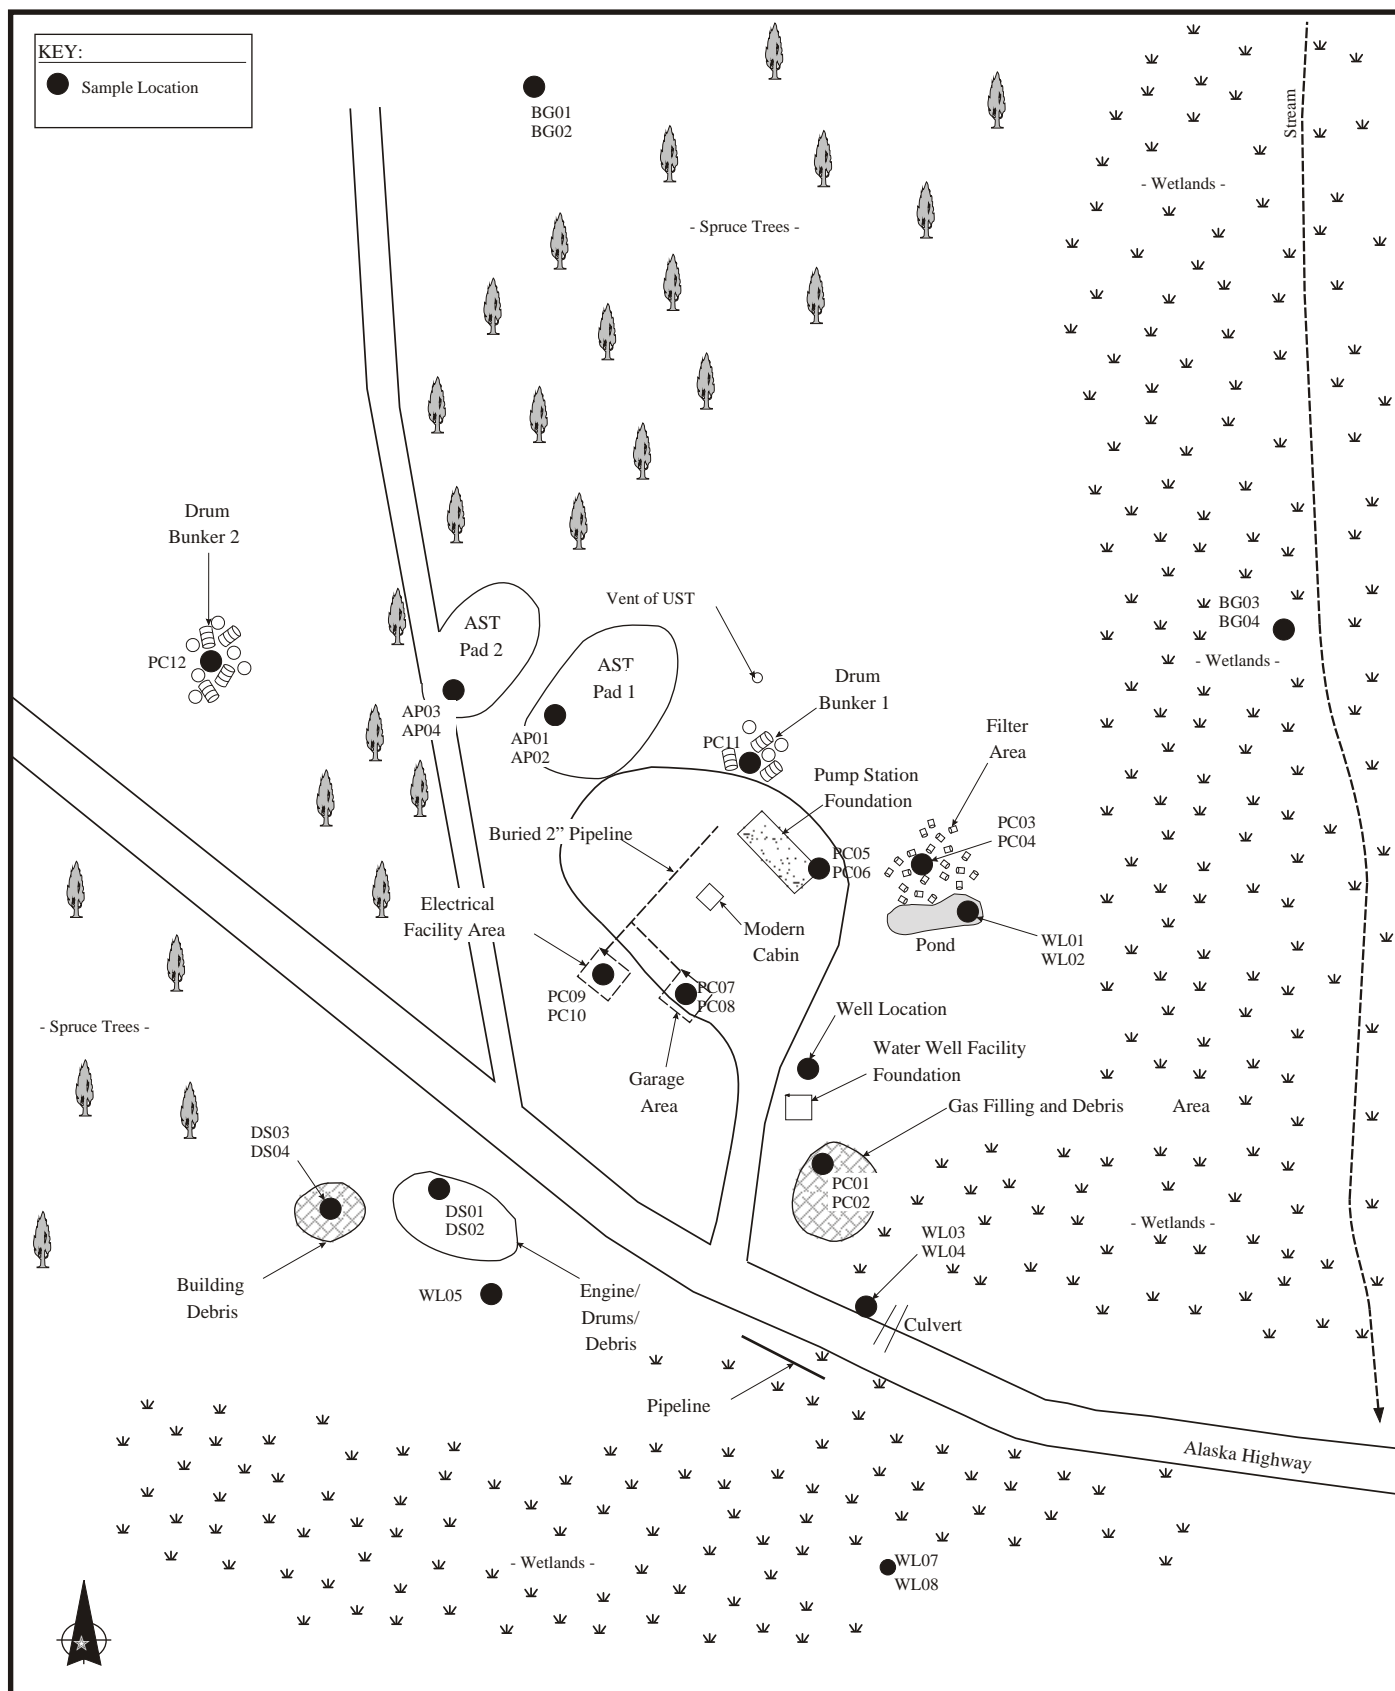 KEY:
Sample Location
BG01
BG02
Stream
- Wetlands -
- Spruce Trees -
Drum
Bunker 2
PC12
Vent of UST
BG03
BG04
- Wetlands -
AST
Pad 2
AST
Pad 1
AP03
AP04
AP01
AP02
Drum
Bunker 1
PC11
Filter
Area
Pump Station
Foundation
PC03
PC04
Buried 2” Pipeline
PC05
PC06
Electrical
Facility Area
Modern
Cabin
Pond
WL01
WL02
PC09
PC10
PC07
PC08
Well Location
- Spruce Trees -
Water Well Facility
Foundation
Garage
Area
Gas Filling and Debris Area
DS03
DS04
DS01
DS02
PC01
PC02
- Wetlands -
WL03
WL04
Building
Debris
WL05
Engine/
Drums/
Debris
Culvert
Pipeline
Alaska Highway
- Wetlands -
WL07
WL08